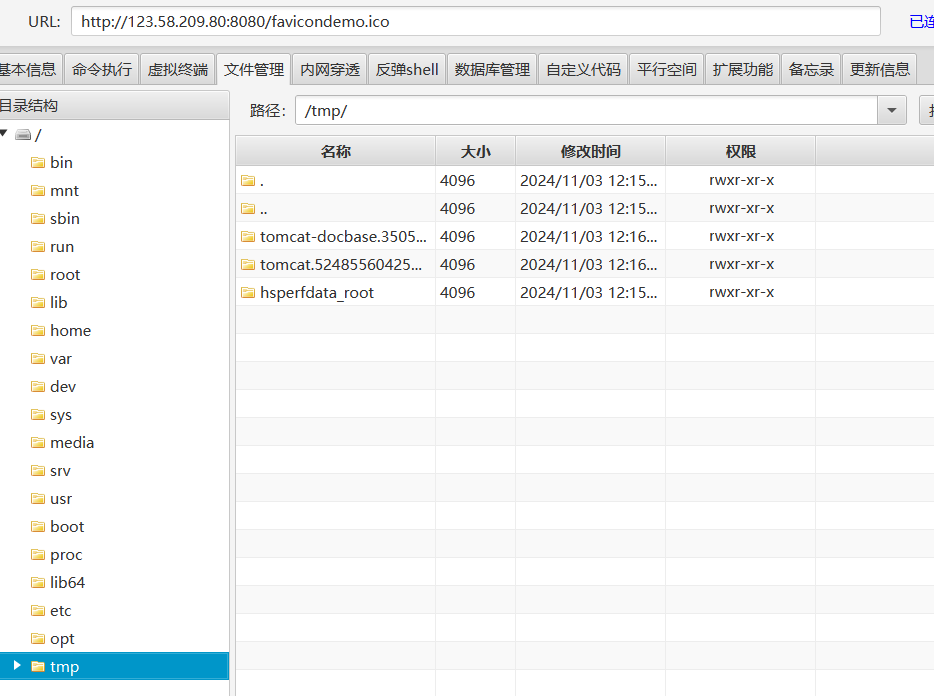 URL: http://123.58.209.80:8080/favicondemo.ico 已连
基本信息 命令执行 虚拟终端 文件管理 内网穿透 反弹shell 数据库管理 自定义代码 平行空间 扩展功能 备忘录 更新信息
目录结构
路径: /tmp/
/
bin
mnt
sbin
run
root
lib
home
var
dev
sys
media
srv
usr
boot
proc
lib64
etc
opt
tmp
名称 大小 修改时间 权限
. 4096 2024/11/03 12:15... rwxr-xr-x
.. 4096 2024/11/03 12:15... rwxr-xr-x
tomcat-docbase.3505... 4096 2024/11/03 12:16... rwxr-xr-x
tomcat.52485560425... 4096 2024/11/03 12:16... rwxr-xr-x
hsperfdata_root 4096 2024/11/03 12:15... rwxr-xr-x